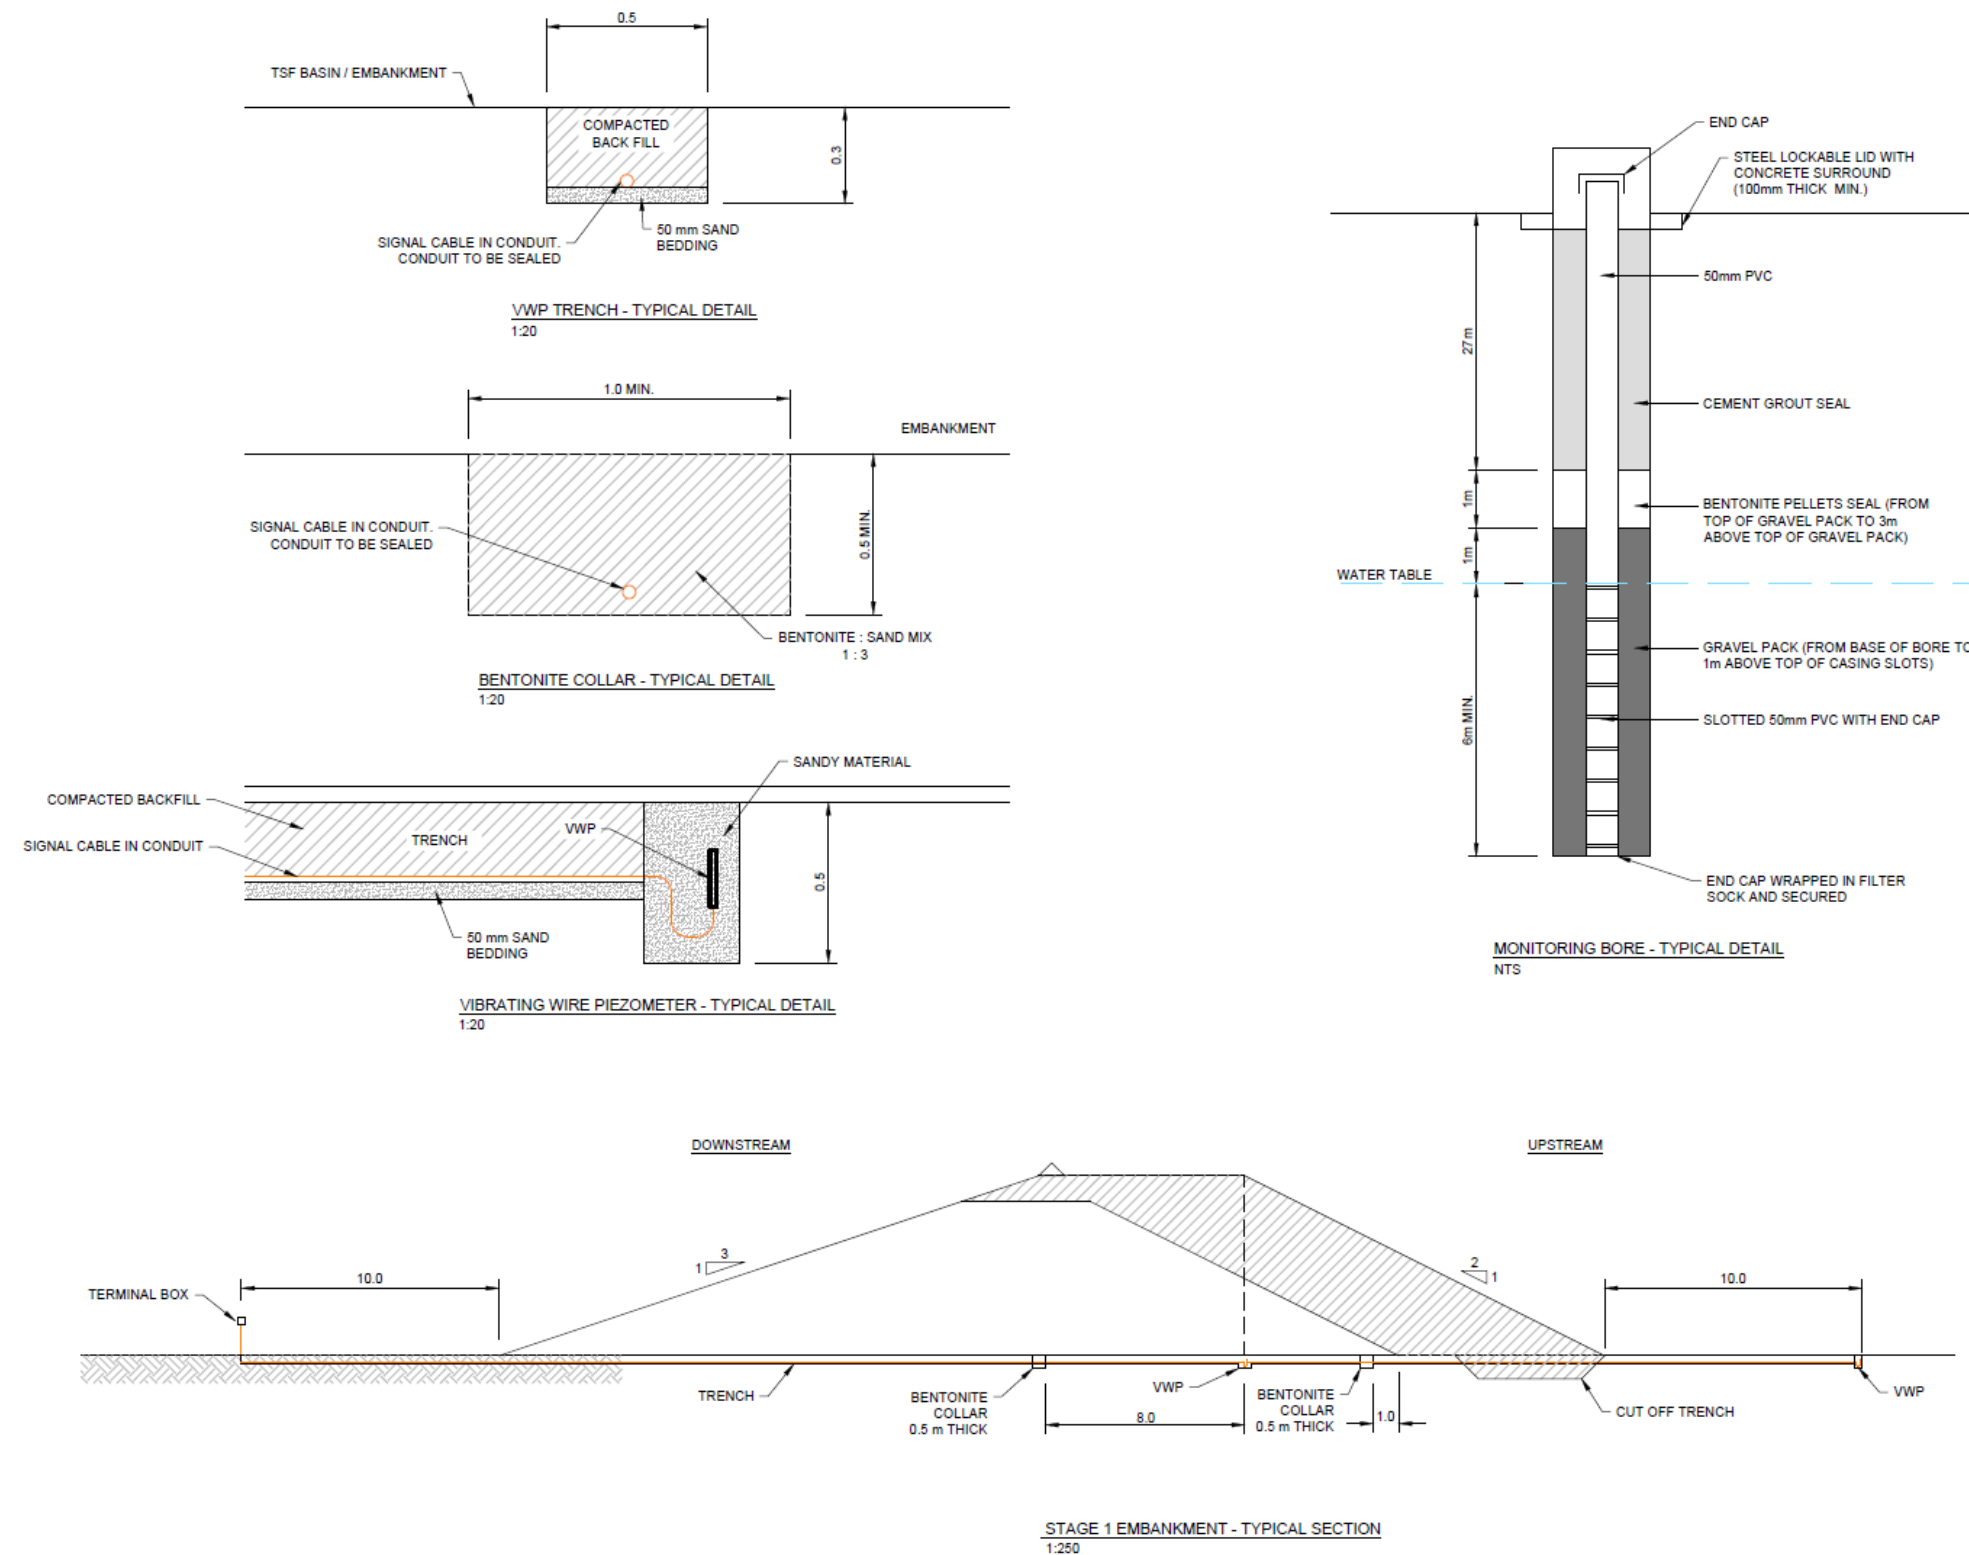 0.5
TSF BASIN / EMBANKMENT
COMPACTED
BACK FILL
0.3
SIGNAL CABLE IN CONDUIT.
CONDUIT TO BE SEALED
50 mm SAND
BEDDING
VWP TRENCH - TYPICAL DETAIL
1:20
1.0 MIN.
EMBANKMENT
SIGNAL CABLE IN CONDUIT.
CONDUIT TO BE SEALED
0.5 MIN.
BENTONITE : SAND MIX
1 : 3
BENTONITE COLLAR - TYPICAL DETAIL
1:20
SANDY MATERIAL
COMPACTED BACKFILL
SIGNAL CABLE IN CONDUIT
TRENCH
VWP
0.5
50 mm SAND
BEDDING
VIBRATING WIRE PIEZOMETER - TYPICAL DETAIL
1:20
END CAP
STEEL LOCKABLE LID WITH
CONCRETE SURROUND
(100mm THICK MIN.)
50mm PVC
27m
CEMENT GROUT SEAL
1m
BENTONITE PELLETS SEAL (FROM
TOP OF GRAVEL PACK TO 3m
ABOVE TOP OF GRAVEL PACK)
1m
WATER TABLE
GRAVEL PACK (FROM BASE OF BORE TO
1m ABOVE TOP OF CASING SLOTS)
6m MIN.
SLOTTED 50mm PVC WITH END CAP
END CAP WRAPPED IN FILTER
SOCK AND SECURED
MONITORING BORE - TYPICAL DETAIL
NTS
DOWNSTREAM
UPSTREAM
3
1
2
1
10.0
10.0
TERMINAL BOX
TRENCH
BENTONITE
COLLAR
0.5 m THICK
8.0
VWP
BENTONITE
COLLAR
0.5 m THICK
1.0
CUT OFF TRENCH
VWP
STAGE 1 EMBANKMENT - TYPICAL SECTION
1:250